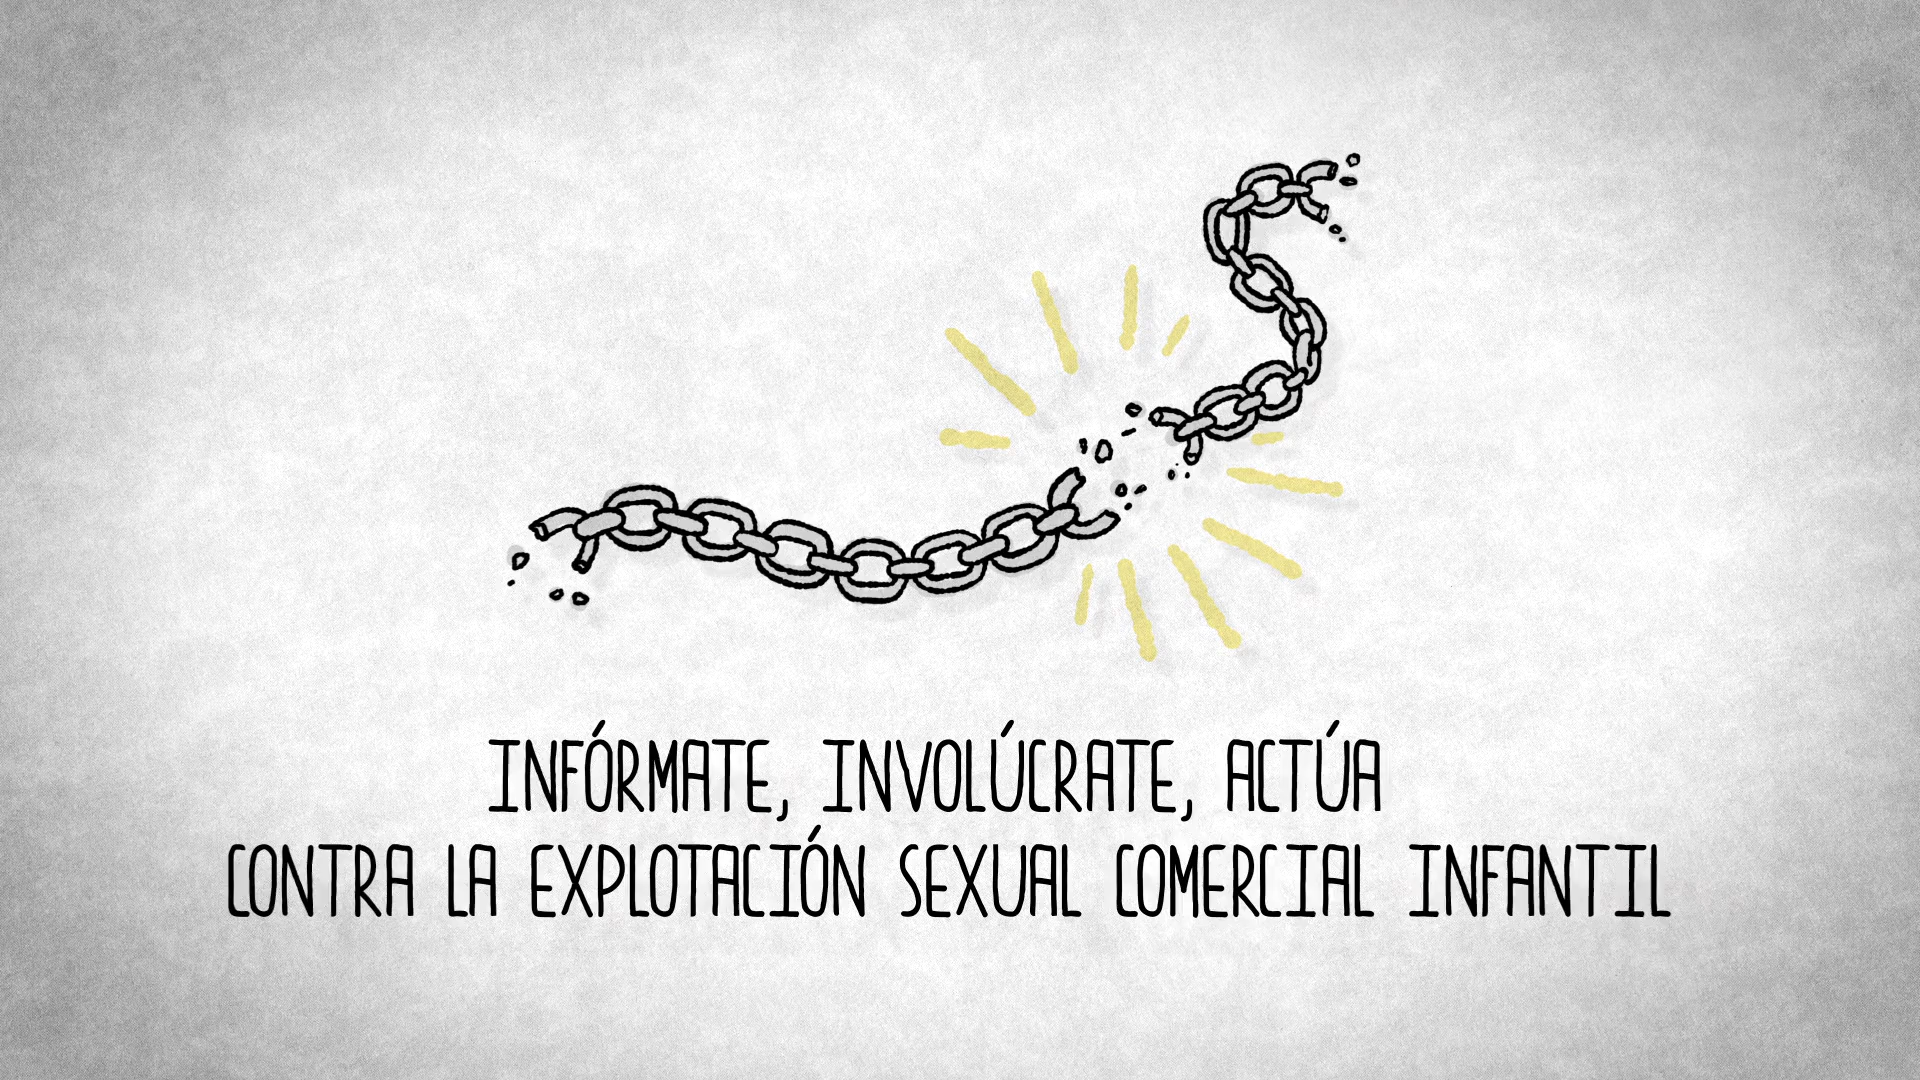 INFÓRMATE, INVOLÚCRATE, ACTÚA
CONTRA LA EXPLOTACIÓN SEXUAL COMERCIAL INFANTIL